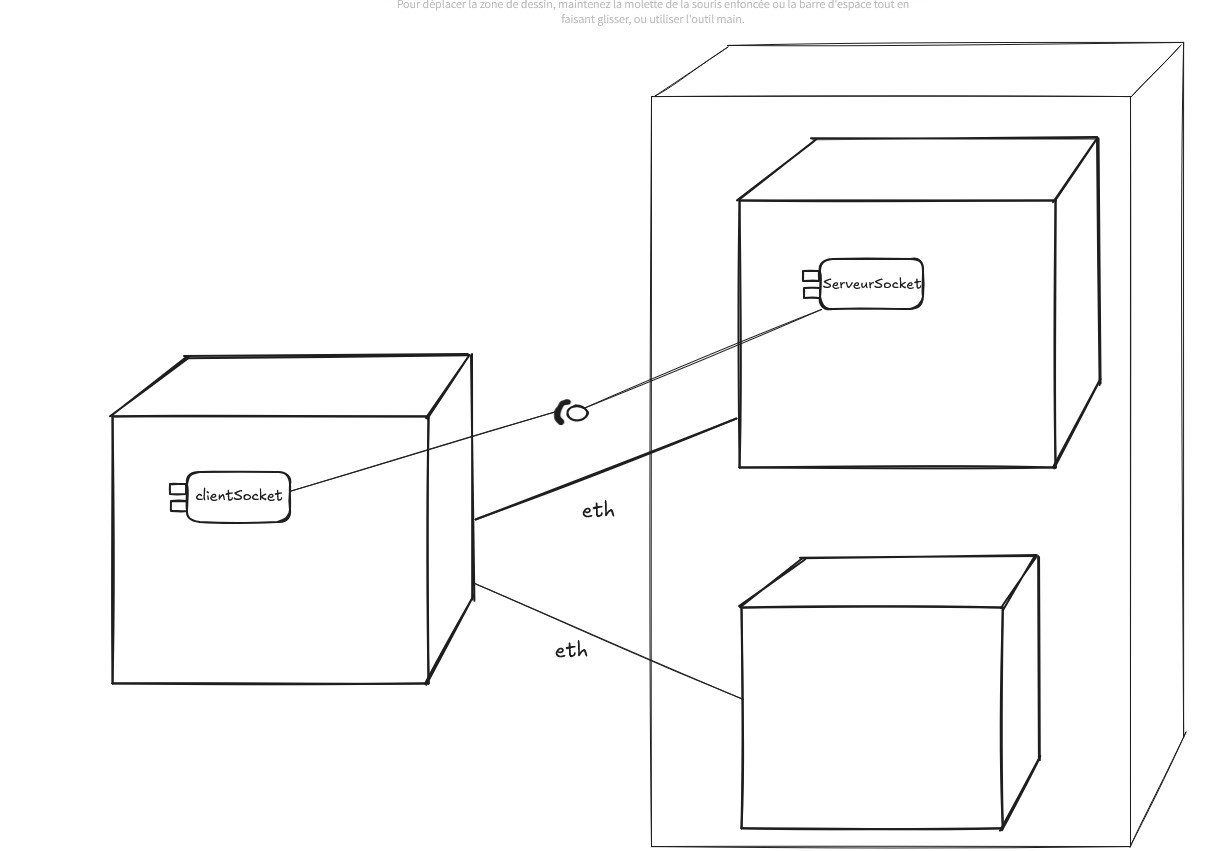 Pour déplacer la zone de dessin, maintenez la molette de la souris enfoncée ou la barre d'espace tout en
faisant glisser, ou utiliser l'outil main.
ServeurSocket
clientSocket
eth
eth